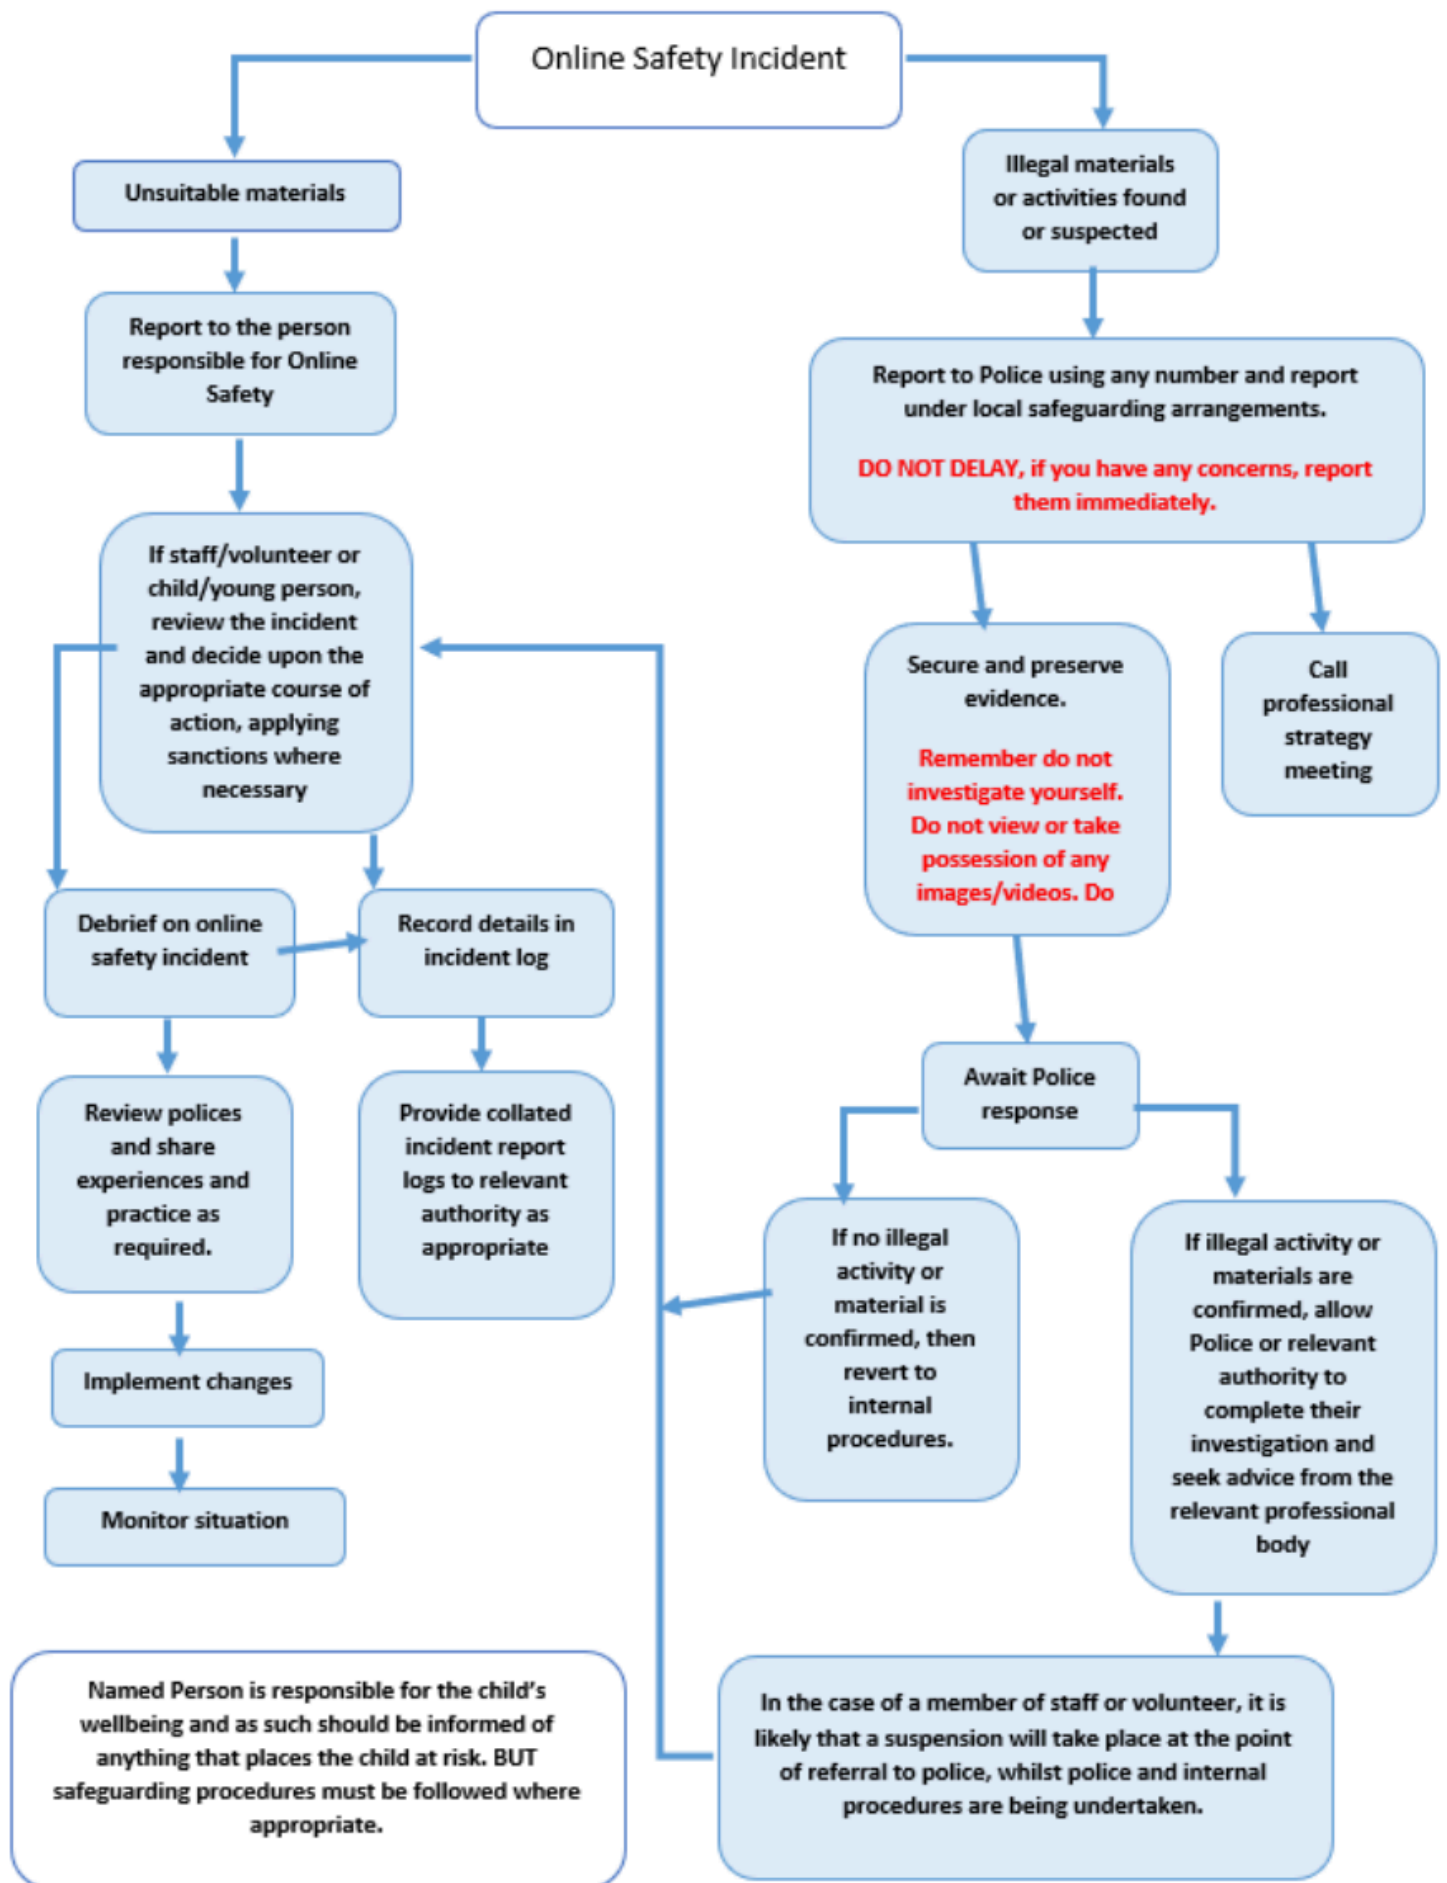 Online Safety Incident
Unsuitable materials
Report to the person
responsible for Online
Safety
If staff/volunteer or
child/young person,
review the incident
and decide upon the
appropriate course of
action, applying
sanctions where
necessary
Debrief on online
safety incident
Record details in
incident log
Review polices
and share
experiences and
practice as
required.
Provide collated
incident report
logs to relevant
authority as
appropriate
Implement changes
Monitor situation
Illegal materials
or activities found
or suspected
Report to Police using any number and report
under local safeguarding arrangements.
DO NOT DELAY, if you have any concerns, report
them immediately.
Secure and preserve
evidence.
Remember do not
investigate yourself.
Do not view or take
possession of any
images/videos. Do
Call
professional
strategy
meeting
Await Police
response
If no illegal
activity or
material is
confirmed, then
revert to
internal
procedures.
If illegal activity or
materials are
confirmed, allow
Police or relevant
authority to
complete their
investigation and
seek advice from the
relevant professional
body
In the case of a member of staff or volunteer, it is
likely that a suspension will take place at the point
of referral to police, whilst police and internal
procedures are being undertaken.
Named Person is responsible for the child's
wellbeing and as such should be informed of
anything that places the child at risk. BUT
safeguarding procedures must be followed where
appropriate.